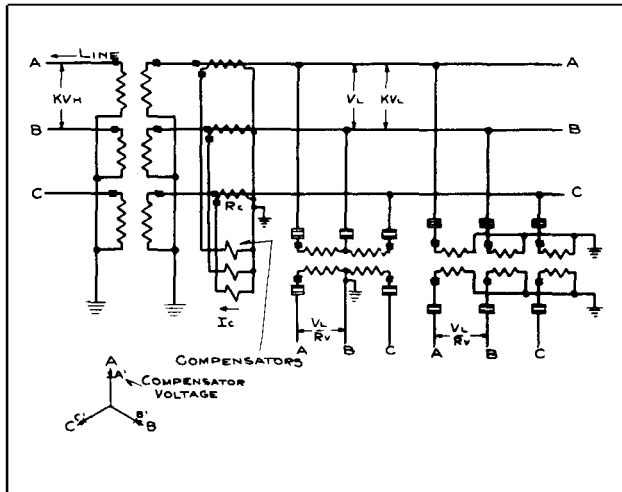 LINE
A
A
KVH
VL
KVL
B
B
C
C
RC
IC
COMPENSATORS
VL
RV
A
B
C
VL
RV
A
B
C
A
A'
COMPENSATOR
VOLTAGE
C'
C
B'
B